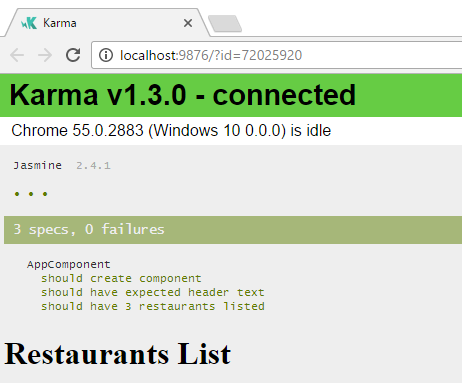 Karma
localhost:9876/?id=72025920
Karma v1.3.0 - connected
Chrome 55.0.2883 (Windows 10 0.0.0) is idle
Jasmine 2.4.1
• • •
3 specs, 0 failures
AppComponent
should create component
should have expected header text
should have 3 restaurants listed
Restaurants List